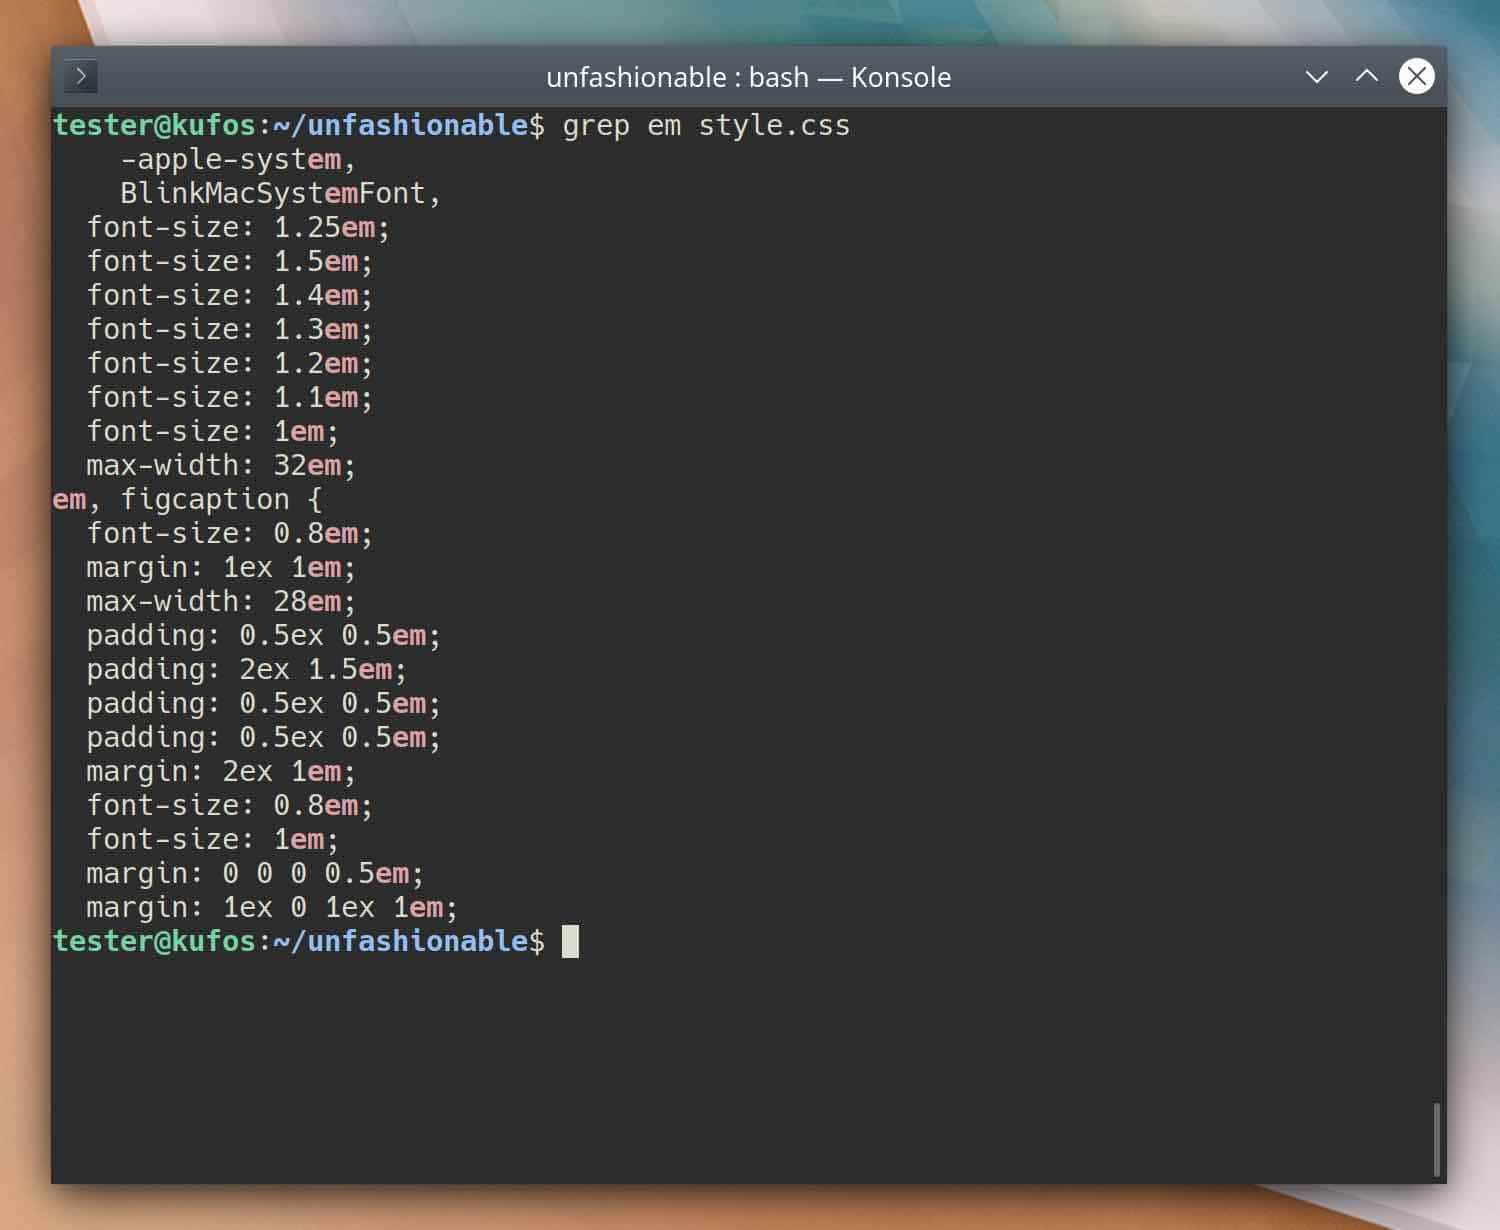 unfashionable : bash — Konsole
tester@kufos:~/unfashionable$ grep em style.css
    -apple-system,
    BlinkMacSystemFont,
  font-size: 1.25em;
  font-size: 1.5em;
  font-size: 1.4em;
  font-size: 1.3em;
  font-size: 1.2em;
  font-size: 1.1em;
  font-size: 1em;
  max-width: 32em;
em, figcaption {
  font-size: 0.8em;
  margin: 1ex 1em;
  max-width: 28em;
  padding: 0.5ex 0.5em;
  padding: 2ex 1.5em;
  padding: 0.5ex 0.5em;
  padding: 0.5ex 0.5em;
  margin: 2ex 1em;
  font-size: 0.8em;
  font-size: 1em;
  margin: 0 0 0 0.5em;
  margin: 1ex 0 1ex 1em;
tester@kufos:~/unfashionable$